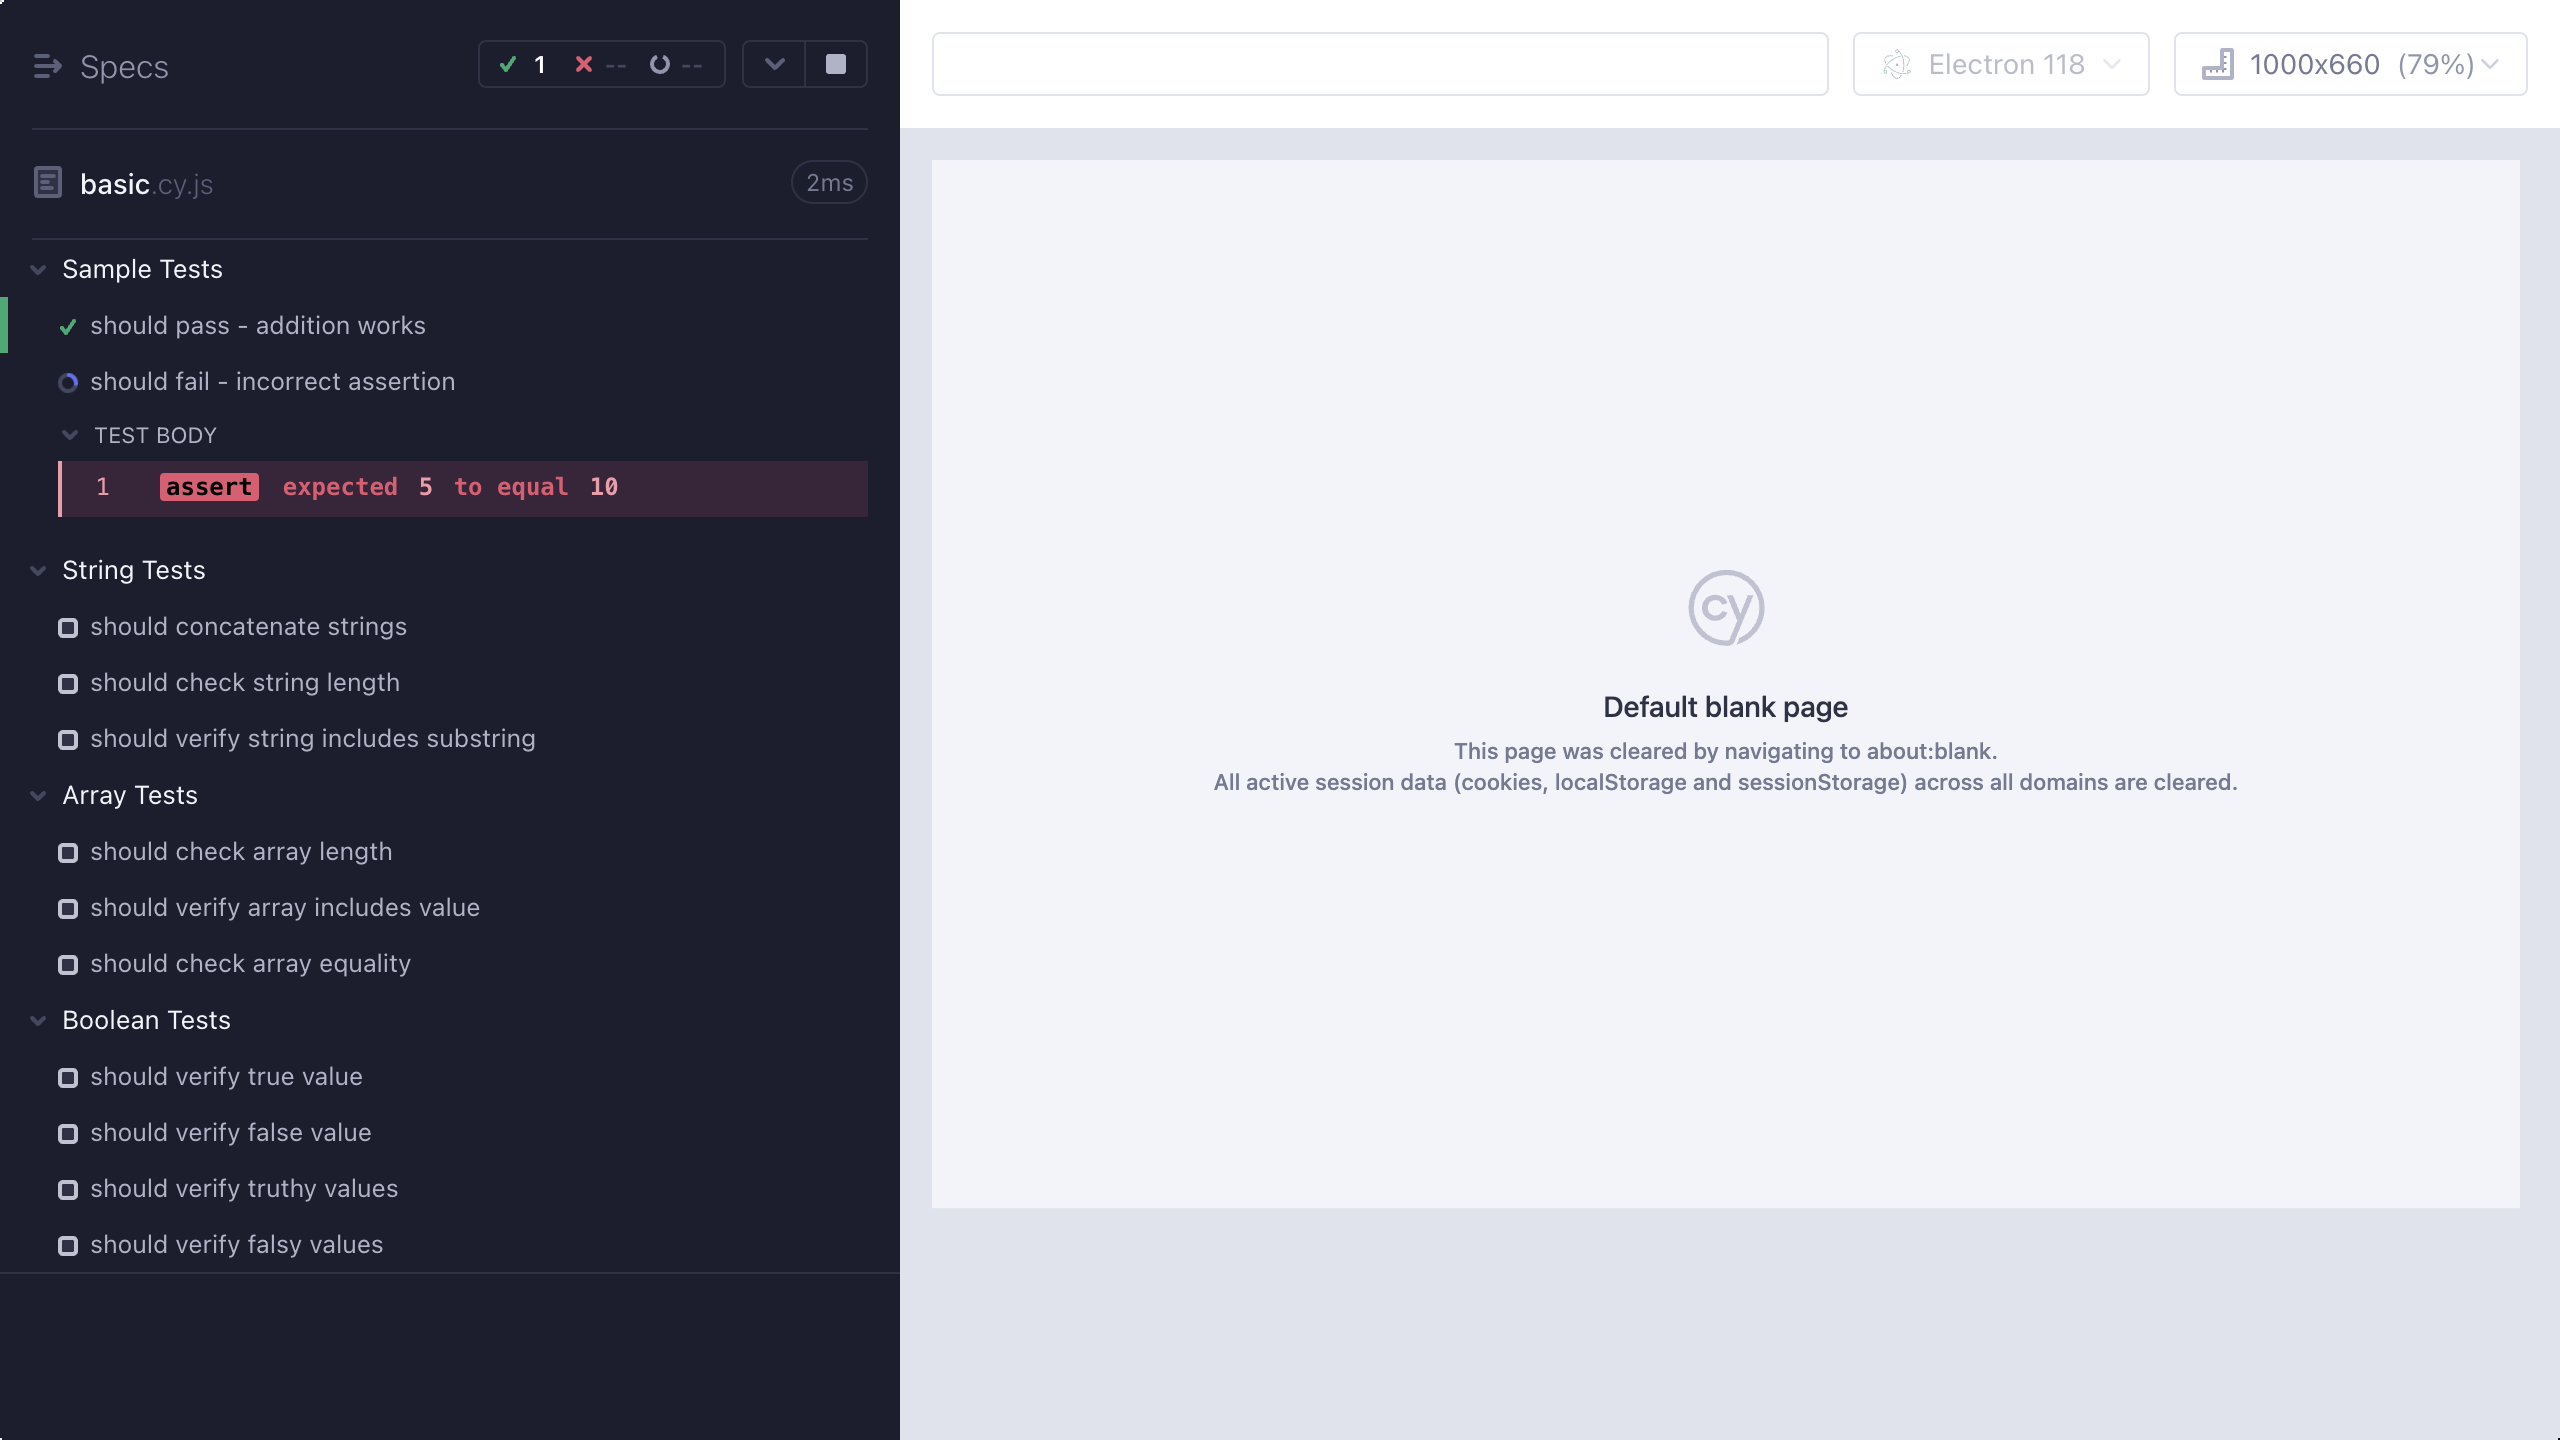 Specs
1 -- --
basic.cy.js
2ms
Sample Tests
should pass - addition works
should fail - incorrect assertion
TEST BODY
1 assert expected 5 to equal 10
String Tests
should concatenate strings
should check string length
should verify string includes substring
Array Tests
should check array length
should verify array includes value
should check array equality
Boolean Tests
should verify true value
should verify false value
should verify truthy values
should verify falsy values
Electron 118
1000x660 (79%)
cy
Default blank page
This page was cleared by navigating to about:blank.
All active session data (cookies, localStorage and sessionStorage) across all domains are cleared.